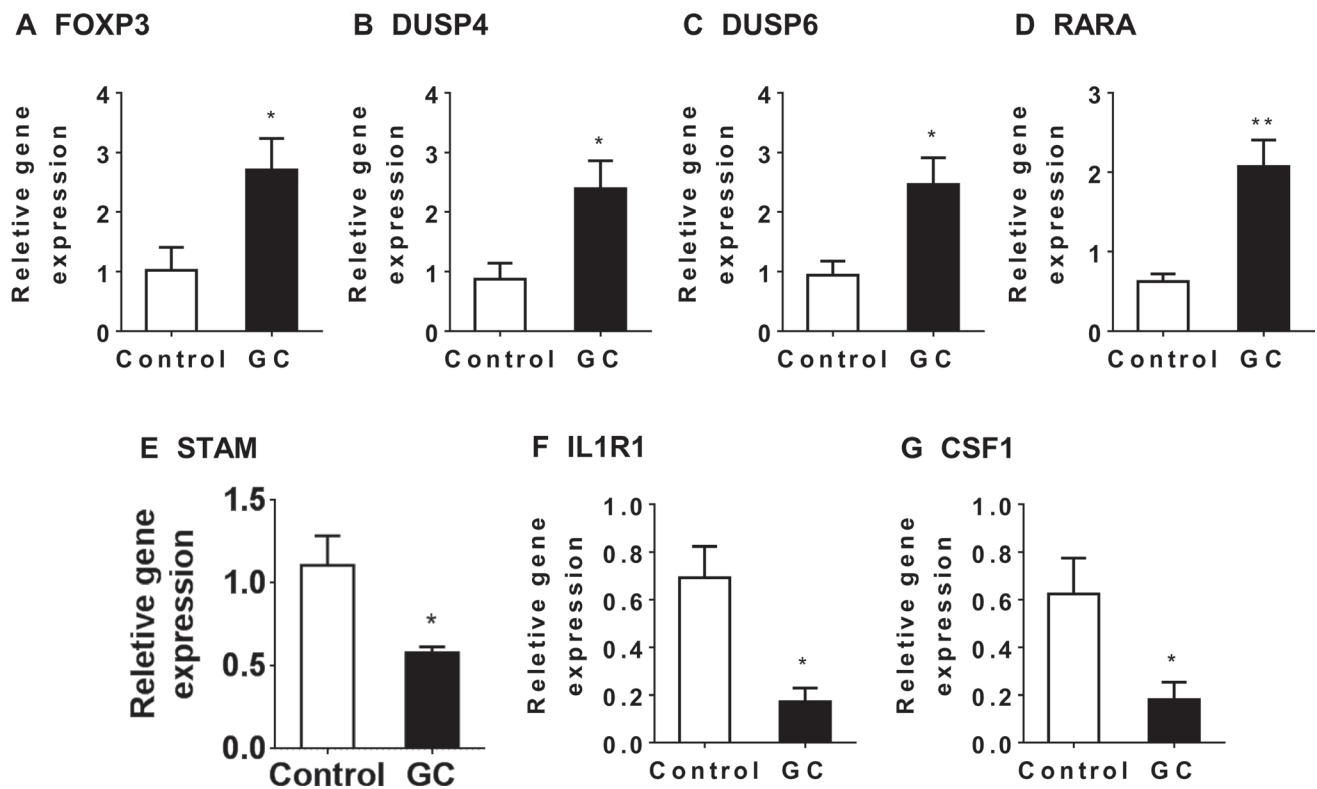 A FOXP3
B DUSP4
C DUSP6
D RARA
Reletive gene
expression
4
3
2
1
0
*
Control GC
Reletive gene
expression
4
3
2
1
0
*
Control GC
Reletive gene
expression
4
3
2
1
0
*
Control GC
Reletive gene
expression
3
2
1
0
**
Control GC
E STAM
F IL1R1
G CSF1
Reletive gene
expression
1.5
1.0
0.5
0.0
*
Control GC
Reletive gene
expression
1.0
0.8
0.6
0.4
0.2
0.0
*
Control GC
Reletive gene
expression
1.0
0.8
0.6
0.4
0.2
0.0
*
Control GC